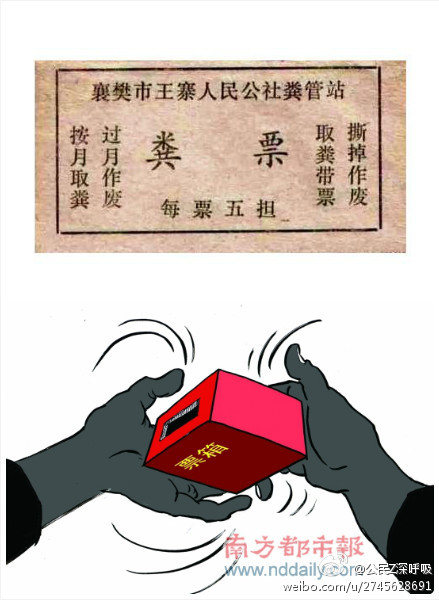 襄樊市王寨人民公社粪管站
粪票
撕掉作废
取粪带票
过月作废
按月取粪
每票五担
票箱
南方都市报
www.nddaily.com
@公民Z深呼吸
weibo.com/u/2745628691